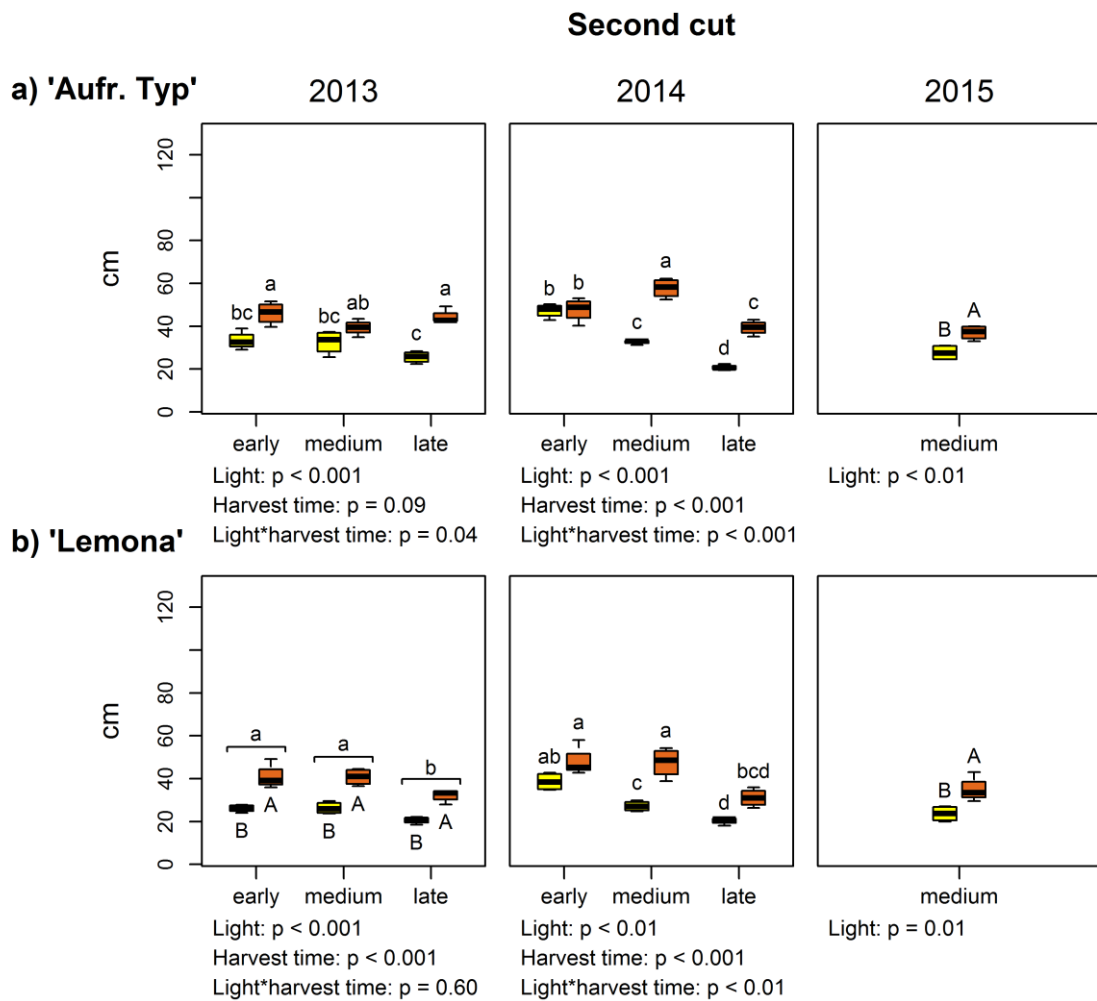 Second cut
a) 'Aufr. Typ' 2013 2014 2015
cm
0 20 40 60 80 120
bc a bc ab c a
b b c a d c
B A
early medium late
early medium late
medium
Light: p < 0.001
Harvest time: p = 0.09
Light*harvest time: p = 0.04
Light: p < 0.001
Harvest time: p < 0.001
Light*harvest time: p < 0.001
Light: p < 0.01
b) 'Lemona'
cm
0 20 40 60 80 120
a a b
B A B A B A
ab a c a d bcd
B A
early medium late
early medium late
medium
Light: p < 0.001
Harvest time: p < 0.001
Light*harvest time: p = 0.60
Light: p < 0.01
Harvest time: p < 0.001
Light*harvest time: p < 0.01
Light: p = 0.01